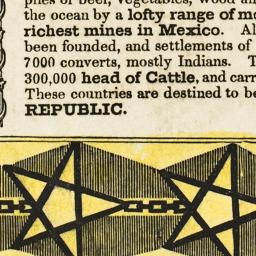 plies of beef, vegetables, wood an
the ocean by a lofty range of mo
richest mines in Mexico. Al
been founded, and settlements of
7000 converts, mostly Indians. T
300,000 head of Cattle, and carr
These countries are destined to be
REPUBLIC.